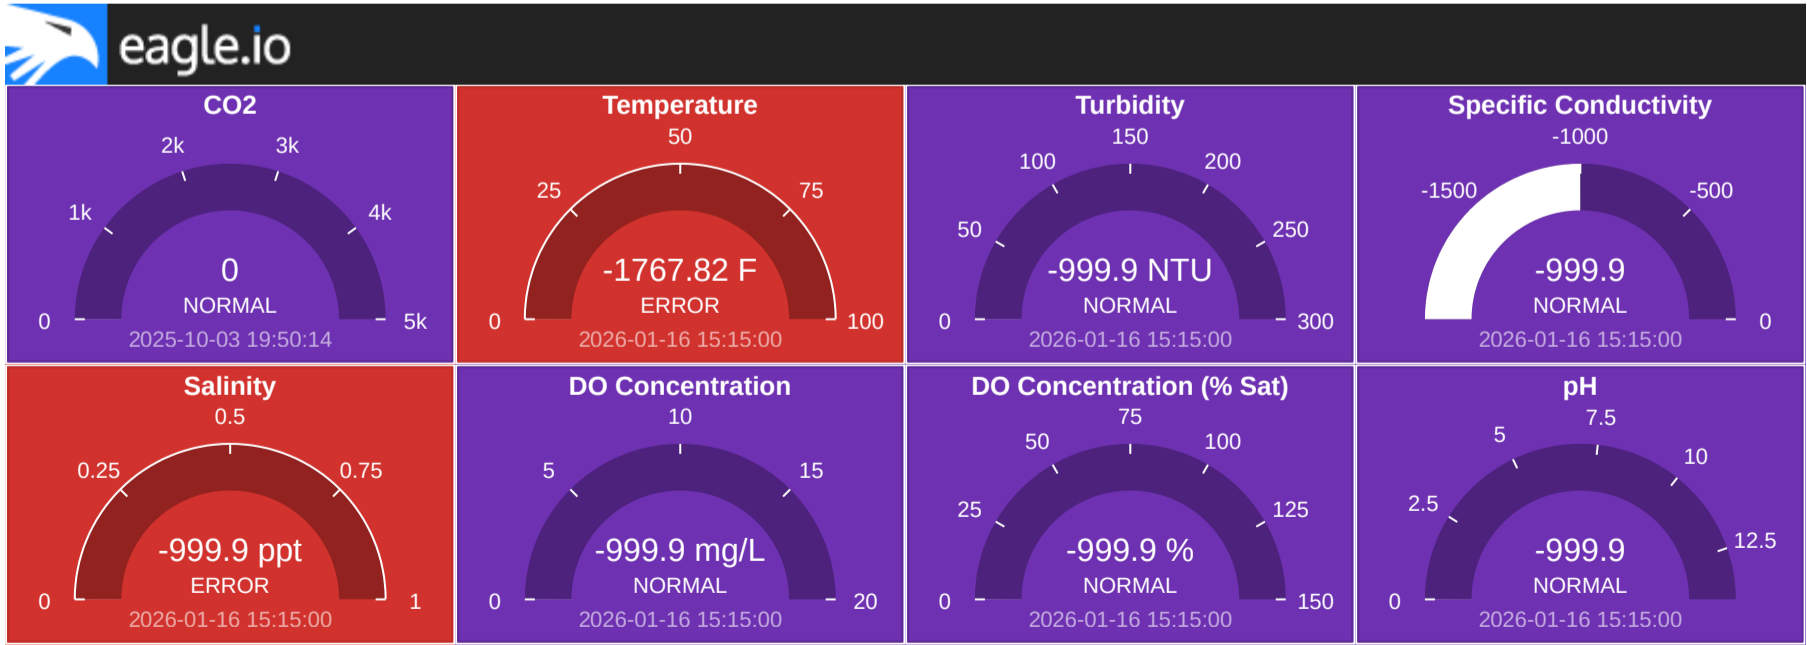 eagle.io
CO2
2k 3k
1k 4k
0
NORMAL
0 5k
2025-10-03 19:50:14
Temperature
50
25 75
-1767.82 F
ERROR
0 100
2026-01-16 15:15:00
Turbidity
150
100 200
50 250
-999.9 NTU
NORMAL
0 300
2026-01-16 15:15:00
Specific Conductivity
-1000
-1500 -500
-999.9
NORMAL
0
2026-01-16 15:15:00
Salinity
0.5
0.25 0.75
-999.9 ppt
ERROR
0 1
2026-01-16 15:15:00
DO Concentration
10
5 15
-999.9 mg/L
NORMAL
0 20
2026-01-16 15:15:00
DO Concentration (% Sat)
75
50 100
25 125
-999.9 %
NORMAL
0 150
2026-01-16 15:15:00
pH
7.5
5 10
2.5 12.5
-999.9
NORMAL
0
2026-01-16 15:15:00